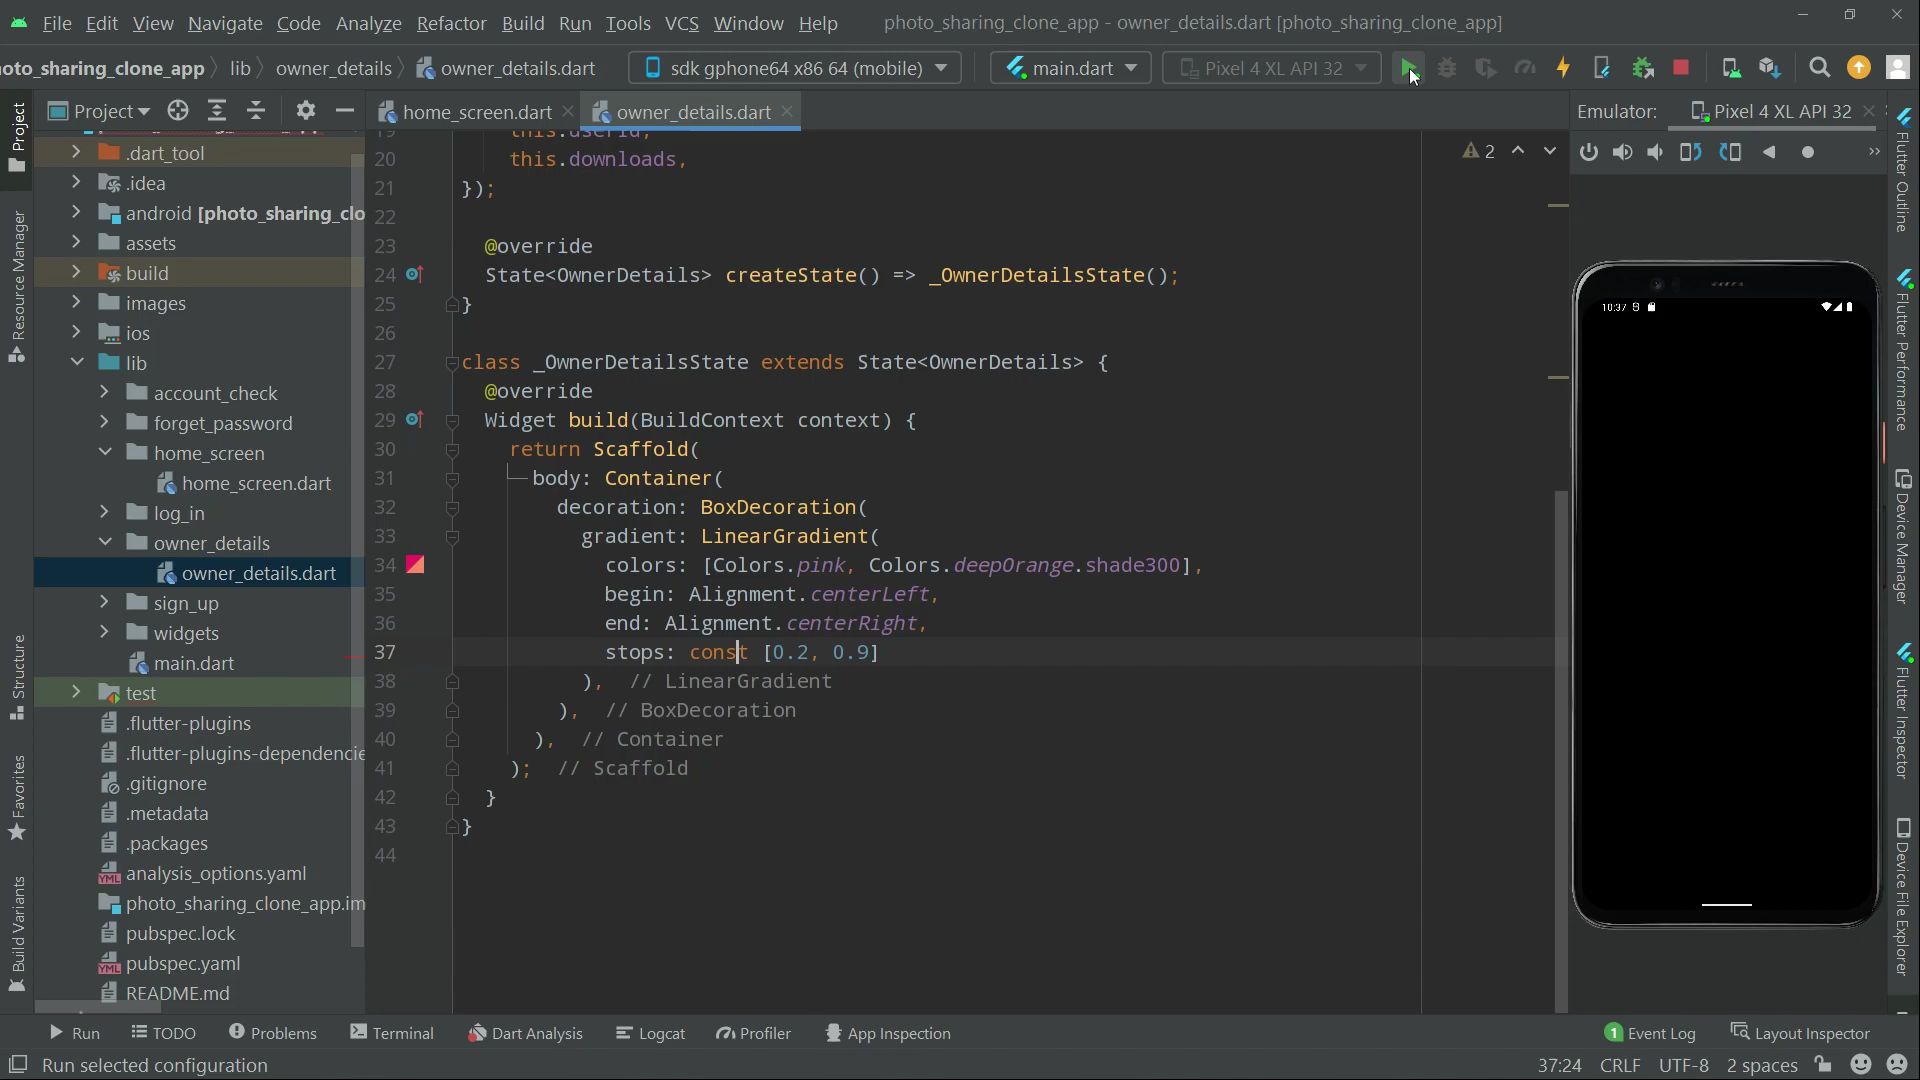 File Edit View Navigate Code Analyze Refactor Build Run Tools VCS Window Help photo_sharing_clone_app - owner_details.dart [photo_sharing_clone_app]
oto_sharing_clone_app lib owner_details owner_details.dart sdk gphone64 x86 64 (mobile) main.dart Pixel 4 XL API 32
Project home_screen.dart owner_details.dart Emulator: Pixel 4 XL API 32
.dart_tool
.idea
android [photo_sharing_clo
assets
build
images
ios
lib
account_check
forget_password
home_screen
home_screen.dart
log_in
owner_details
owner_details.dart
sign_up
widgets
main.dart
test
.flutter-plugins
.flutter-plugins-dependencie
.gitignore
.metadata
.packages
analysis_options.yaml
photo_sharing_clone_app.im
pubspec.lock
pubspec.yaml
README.md
19 this.userId,
20 this.downloads,
21 });
22
23 @override
24 State<OwnerDetails> createState() => _OwnerDetailsState();
25 }
26
27 class _OwnerDetailsState extends State<OwnerDetails> {
28 @override
29 Widget build(BuildContext context) {
30 return Scaffold(
31 body: Container(
32 decoration: BoxDecoration(
33 gradient: LinearGradient(
34 colors: [Colors.pink, Colors.deepOrange.shade300],
35 begin: Alignment.centerLeft,
36 end: Alignment.centerRight,
37 stops: const [0.2, 0.9]
38 ), // LinearGradient
39 ), // BoxDecoration
40 ), // Container
41 ); // Scaffold
42 }
43 }
44
2
10:37
Project
Resource Manager
Structure
Favorites
Build Variants
Flutter Outline
Flutter Performance
Device Manager
Flutter Inspector
Device File Explorer
Run TODO Problems Terminal Dart Analysis Logcat Profiler App Inspection 1 Event Log Layout Inspector
Run selected configuration 37:24 CRLF UTF-8 2 spaces